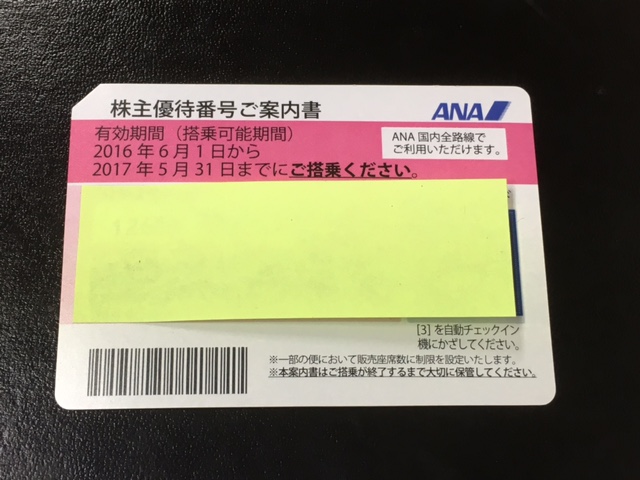 株主優待番号ご案内書
ANA
有効期間（搭乗可能期間）
2016年6月1日から
2017年5月31日までにご搭乗ください。
ANA 国内全路線で
ご利用いただけます。
[3] を自動チェックイン
機にかざしてください。
※一部の便において販売座席数に制限を設定いたします。
※本案内書はご搭乗が終了するまで大切に保管してください。